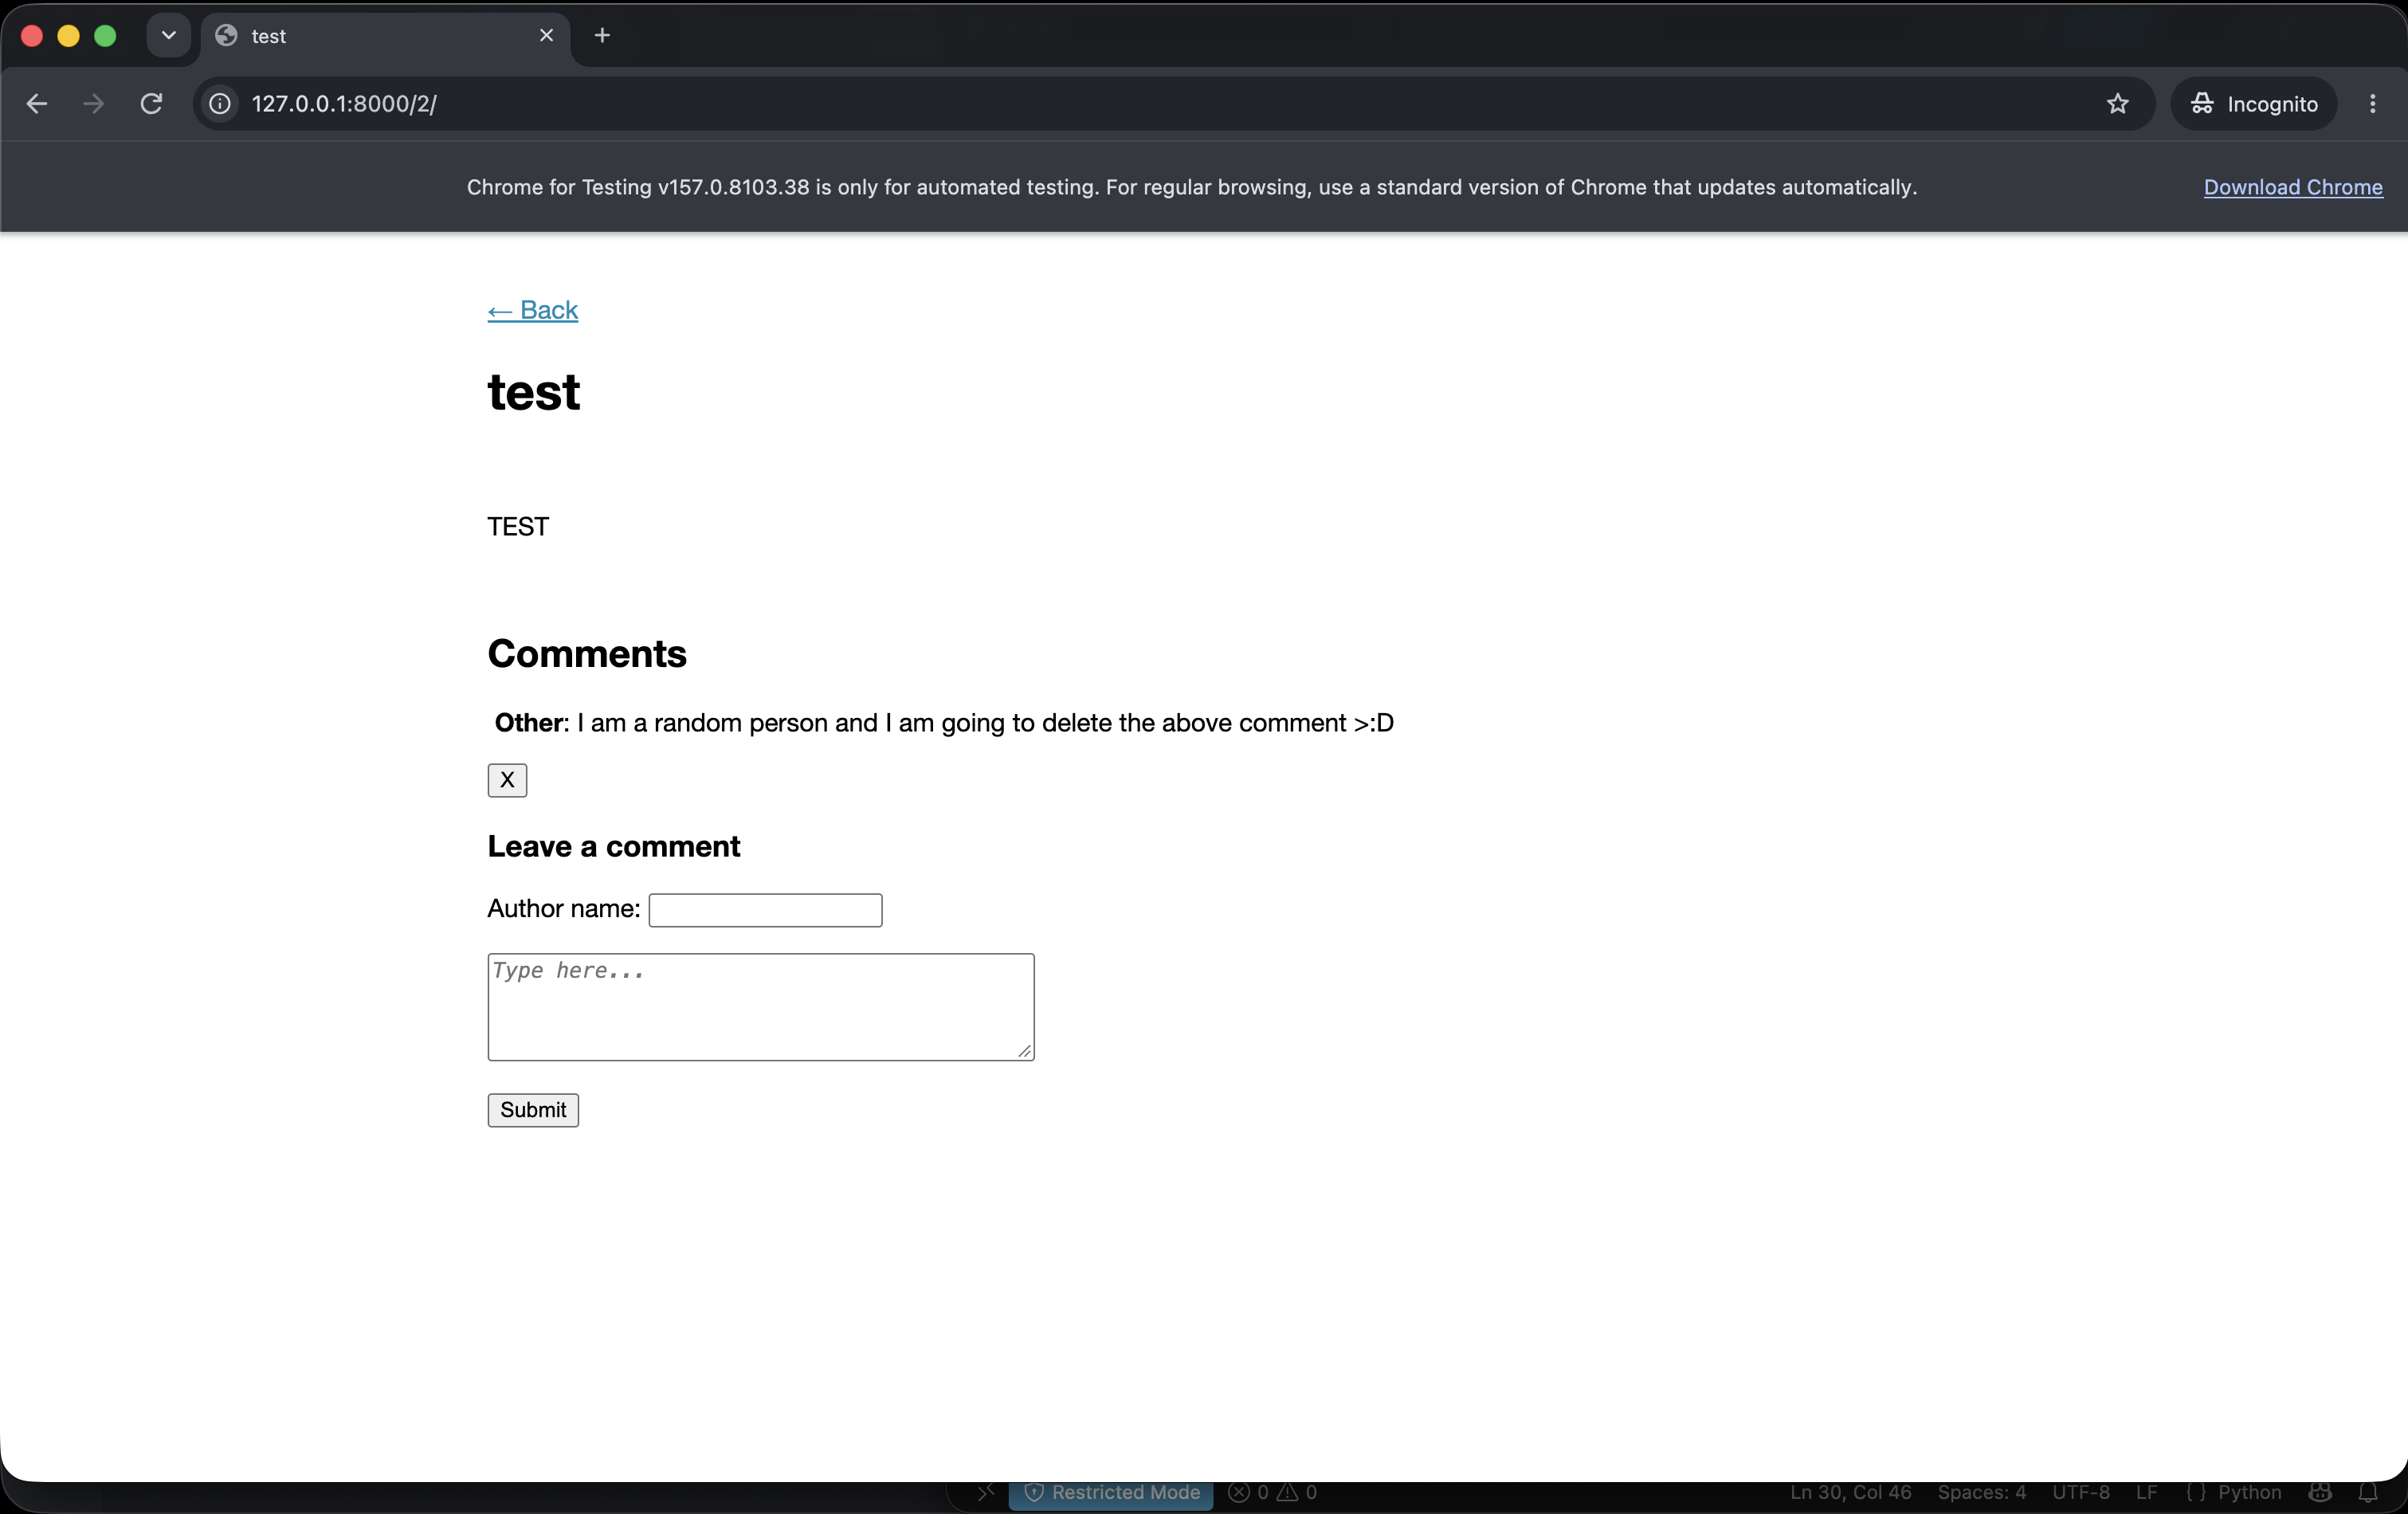 test
127.0.0.1:8000/2/
Incognito
Chrome for Testing v157.0.8103.38 is only for automated testing. For regular browsing, use a standard version of Chrome that updates automatically.
Download Chrome
← Back
test
TEST
Comments
Other: I am a random person and I am going to delete the above comment >:D
X
Leave a comment
Author name:
Type here...
Submit
Restricted Mode 0 0 Ln 30, Col 46 Spaces: 4 UTF-8 LF {} Python